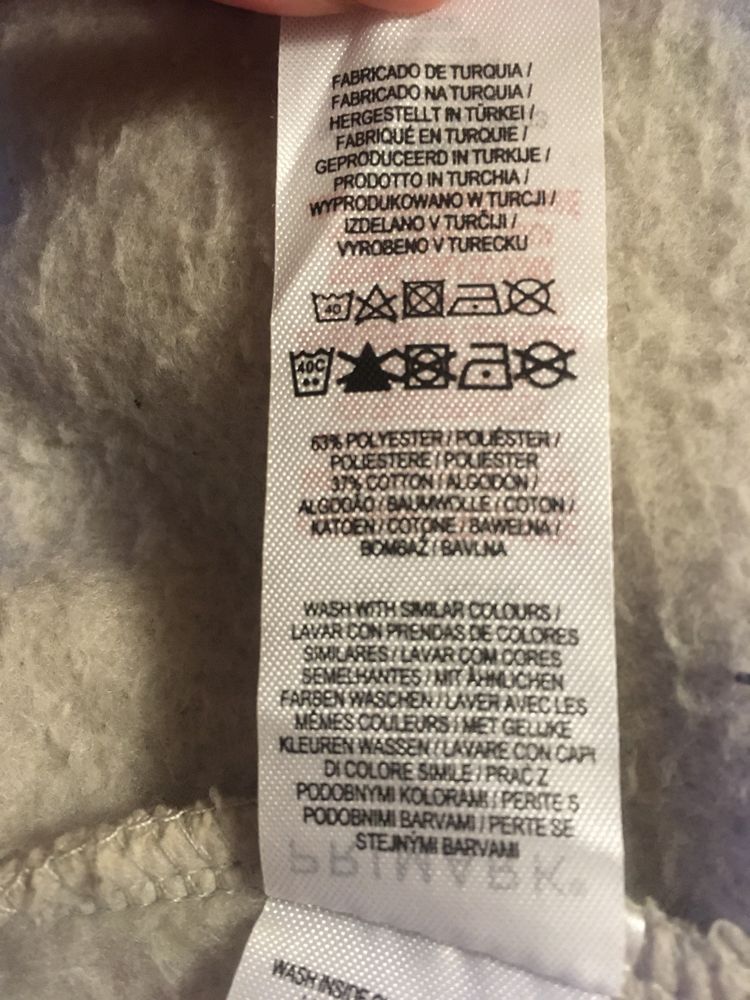 FABRICADO DE TURQUIA /
FABRICADO NA TURQUIA /
HERGESTELLT IN TÜRKEI /
FABRIQUÉ EN TURQUIE /
GEPRODUCEERD IN TURKIJE /
PRODOTTO IN TURCHIA /
WYPRODUKOWANO W TURCJI /
IZDELANO V TURČIJI /
VYROBENO V TURECKU
40
40C
63% POLYESTER / POLIÉSTER /
POLIESTERE / POLIESTER
37% COTTON / ALGODON /
ALGODÃO / BAUMWOLLE / COTON /
KATOEN / COTONE / BAWEŁNA /
BOMBAŽ / BAVLNA
WASH WITH SIMILAR COLOURS /
LAVAR CON PRENDAS DE COLORES
SIMILARES / LAVAR COM CORES
SEMELHANTES / MIT ÄHNLICHEN
FARBEN WASCHEN / LAVER AVEC LES
MÊMES COULEURS / MET GELIJKE
KLEUREN WASSEN / LAVARE CON CAPI
DI COLORE SIMILE / PRAĆ Z
PODOBNYMI KOLORAMI / PERITE S
PODOBNIMI BARVAMI / PERTE SE
STEJNÝMI BARVAMI
PRIMARK®
WASH INSIDE